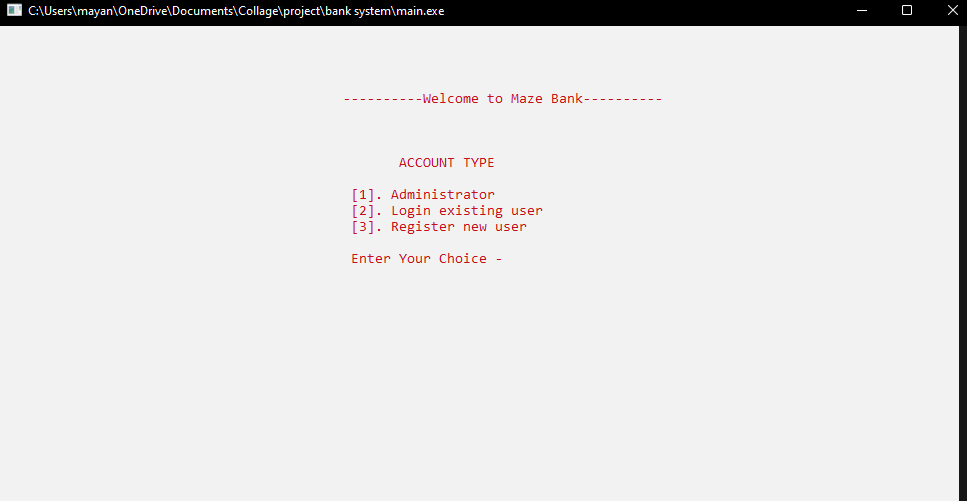 C:\Users\mayan\OneDrive\Documents\Collage\project\bank system\main.exe
----------Welcome to Maze Bank----------
ACCOUNT TYPE
[1]. Administrator
[2]. Login existing user
[3]. Register new user
Enter Your Choice -